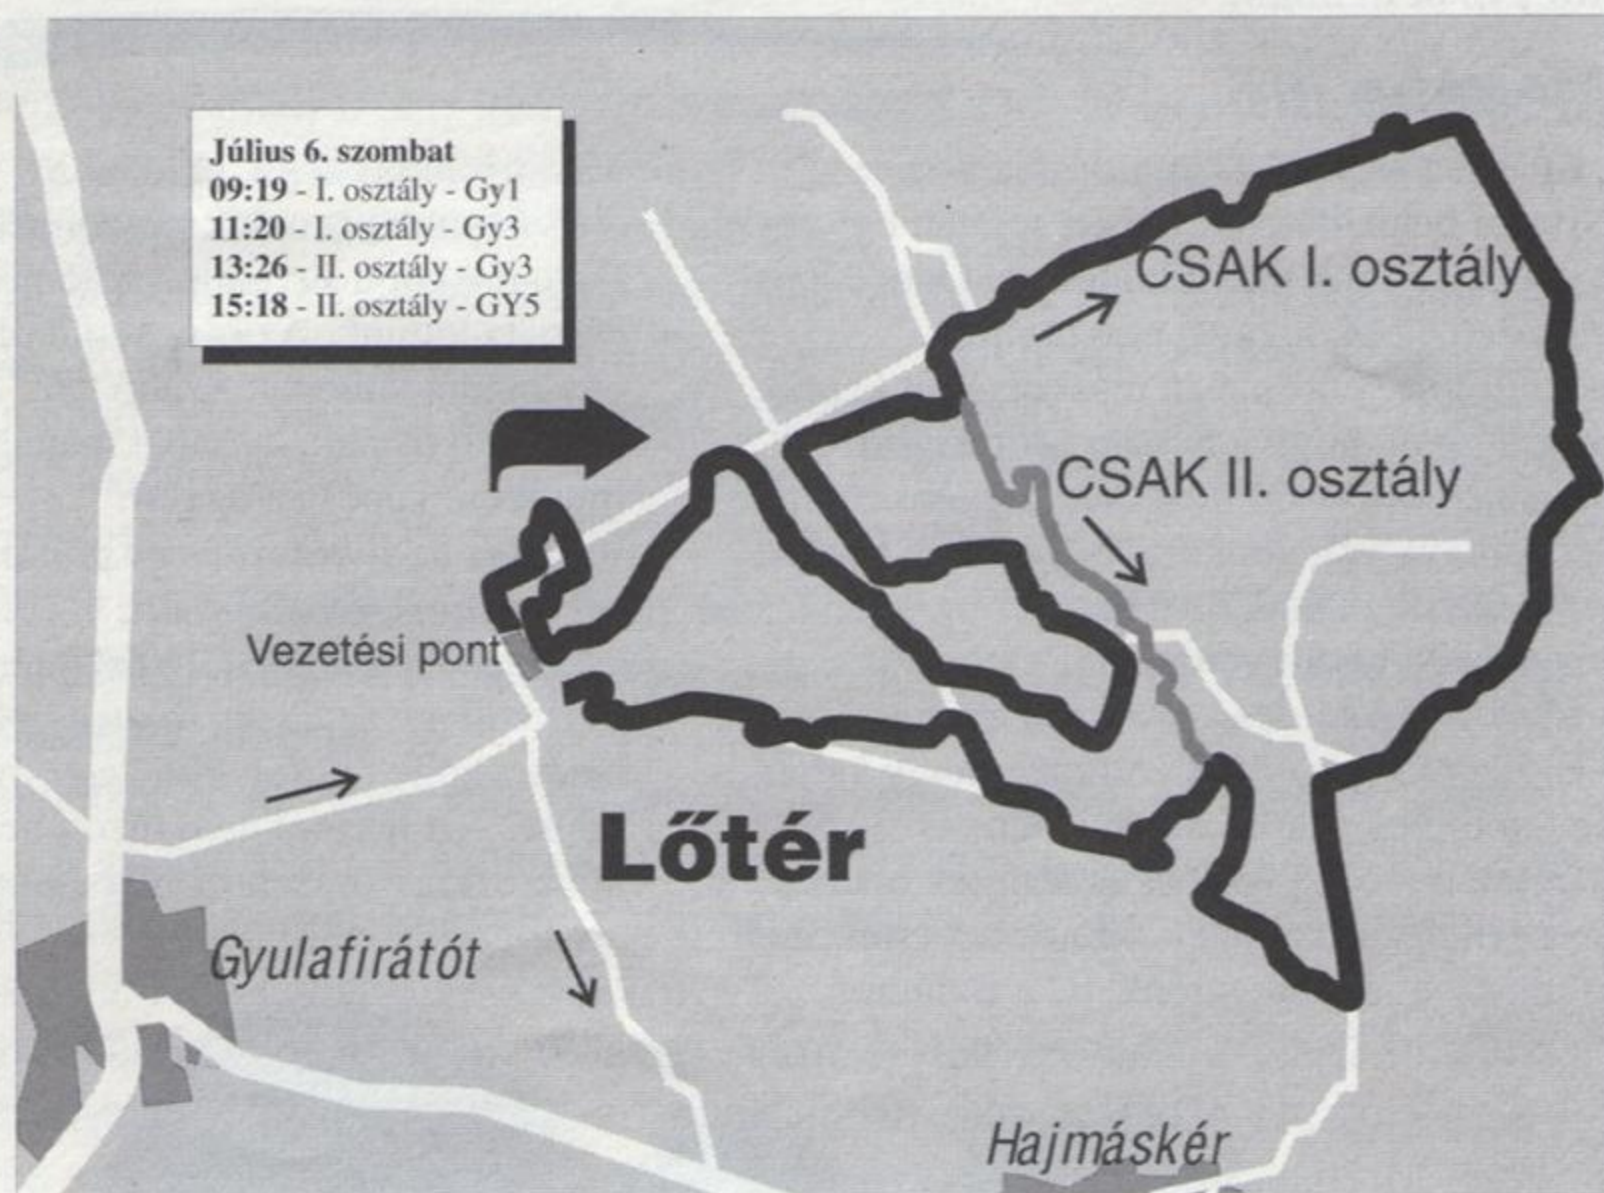 Július 6. szombat
09:19 - I. osztály - Gy1
11:20 - I. osztály - Gy3
13:26 - II. osztály - Gy3
15:18 - II. osztály - GY5
CSAK I. osztály
CSAK II. osztály
Vezetési pont
Lőtér
Gyulafirátót
Hajmáskér